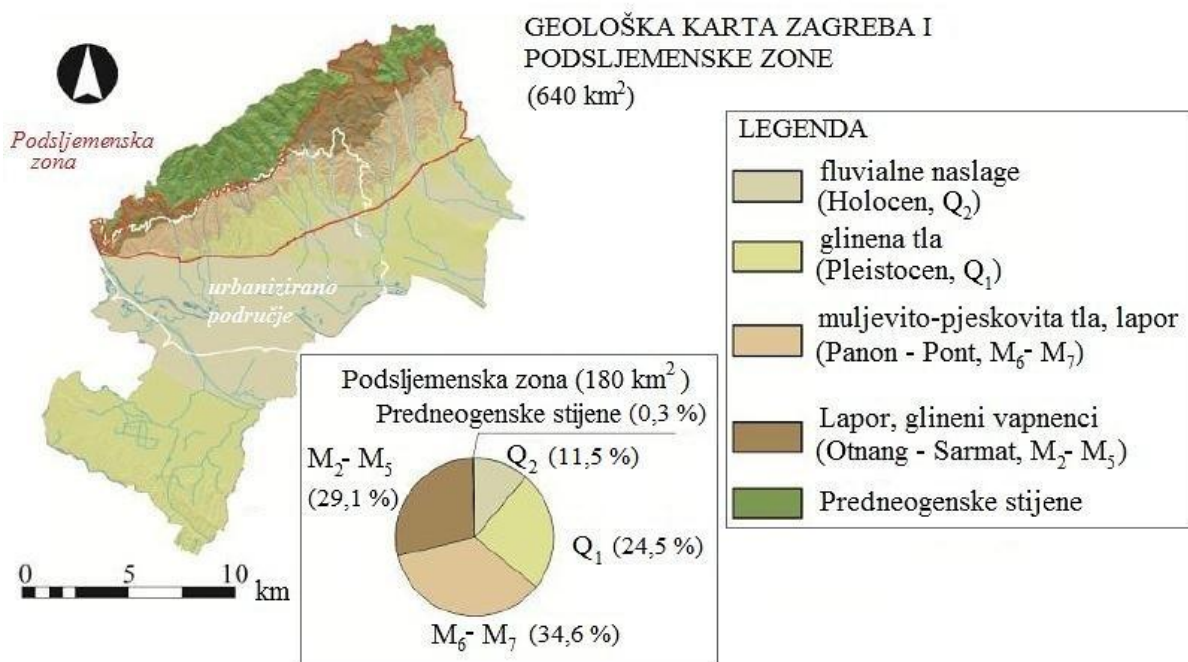 GEOLOŠKA KARTA ZAGREBA I
PODSLJEMENSKE ZONE
(640 km²)
Podsljemenska
zona
urbanizirano
područje
0 5 10 km
LEGENDA
fluvialne naslage
(Holocen, Q₂)
glinena tla
(Pleistocen, Q₁)
muljevito-pjeskovita tla, lapor
(Panon - Pont, M₆- M₇)
Lapor, glineni vapnenci
(Otnang - Sarmat, M₂- M₅)
Predneogenske stijene
Podsljemenska zona (180 km²)
Predneogenske stijene (0,3 %)
Q₂ (11,5 %)
M₂- M₅
(29,1 %)
Q₁ (24,5 %)
M₆- M₇ (34,6 %)